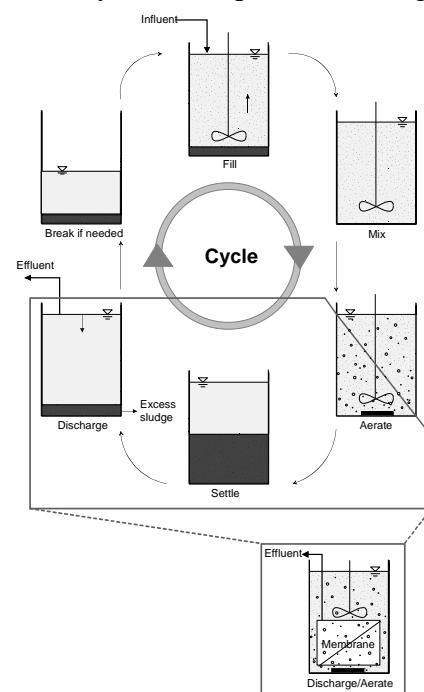 Influent
Fill
Mix
Break if needed
Cycle
Effluent
Excess
sludge
Discharge
Aerate
Settle
Effluent
Membrane
Discharge/Aerate